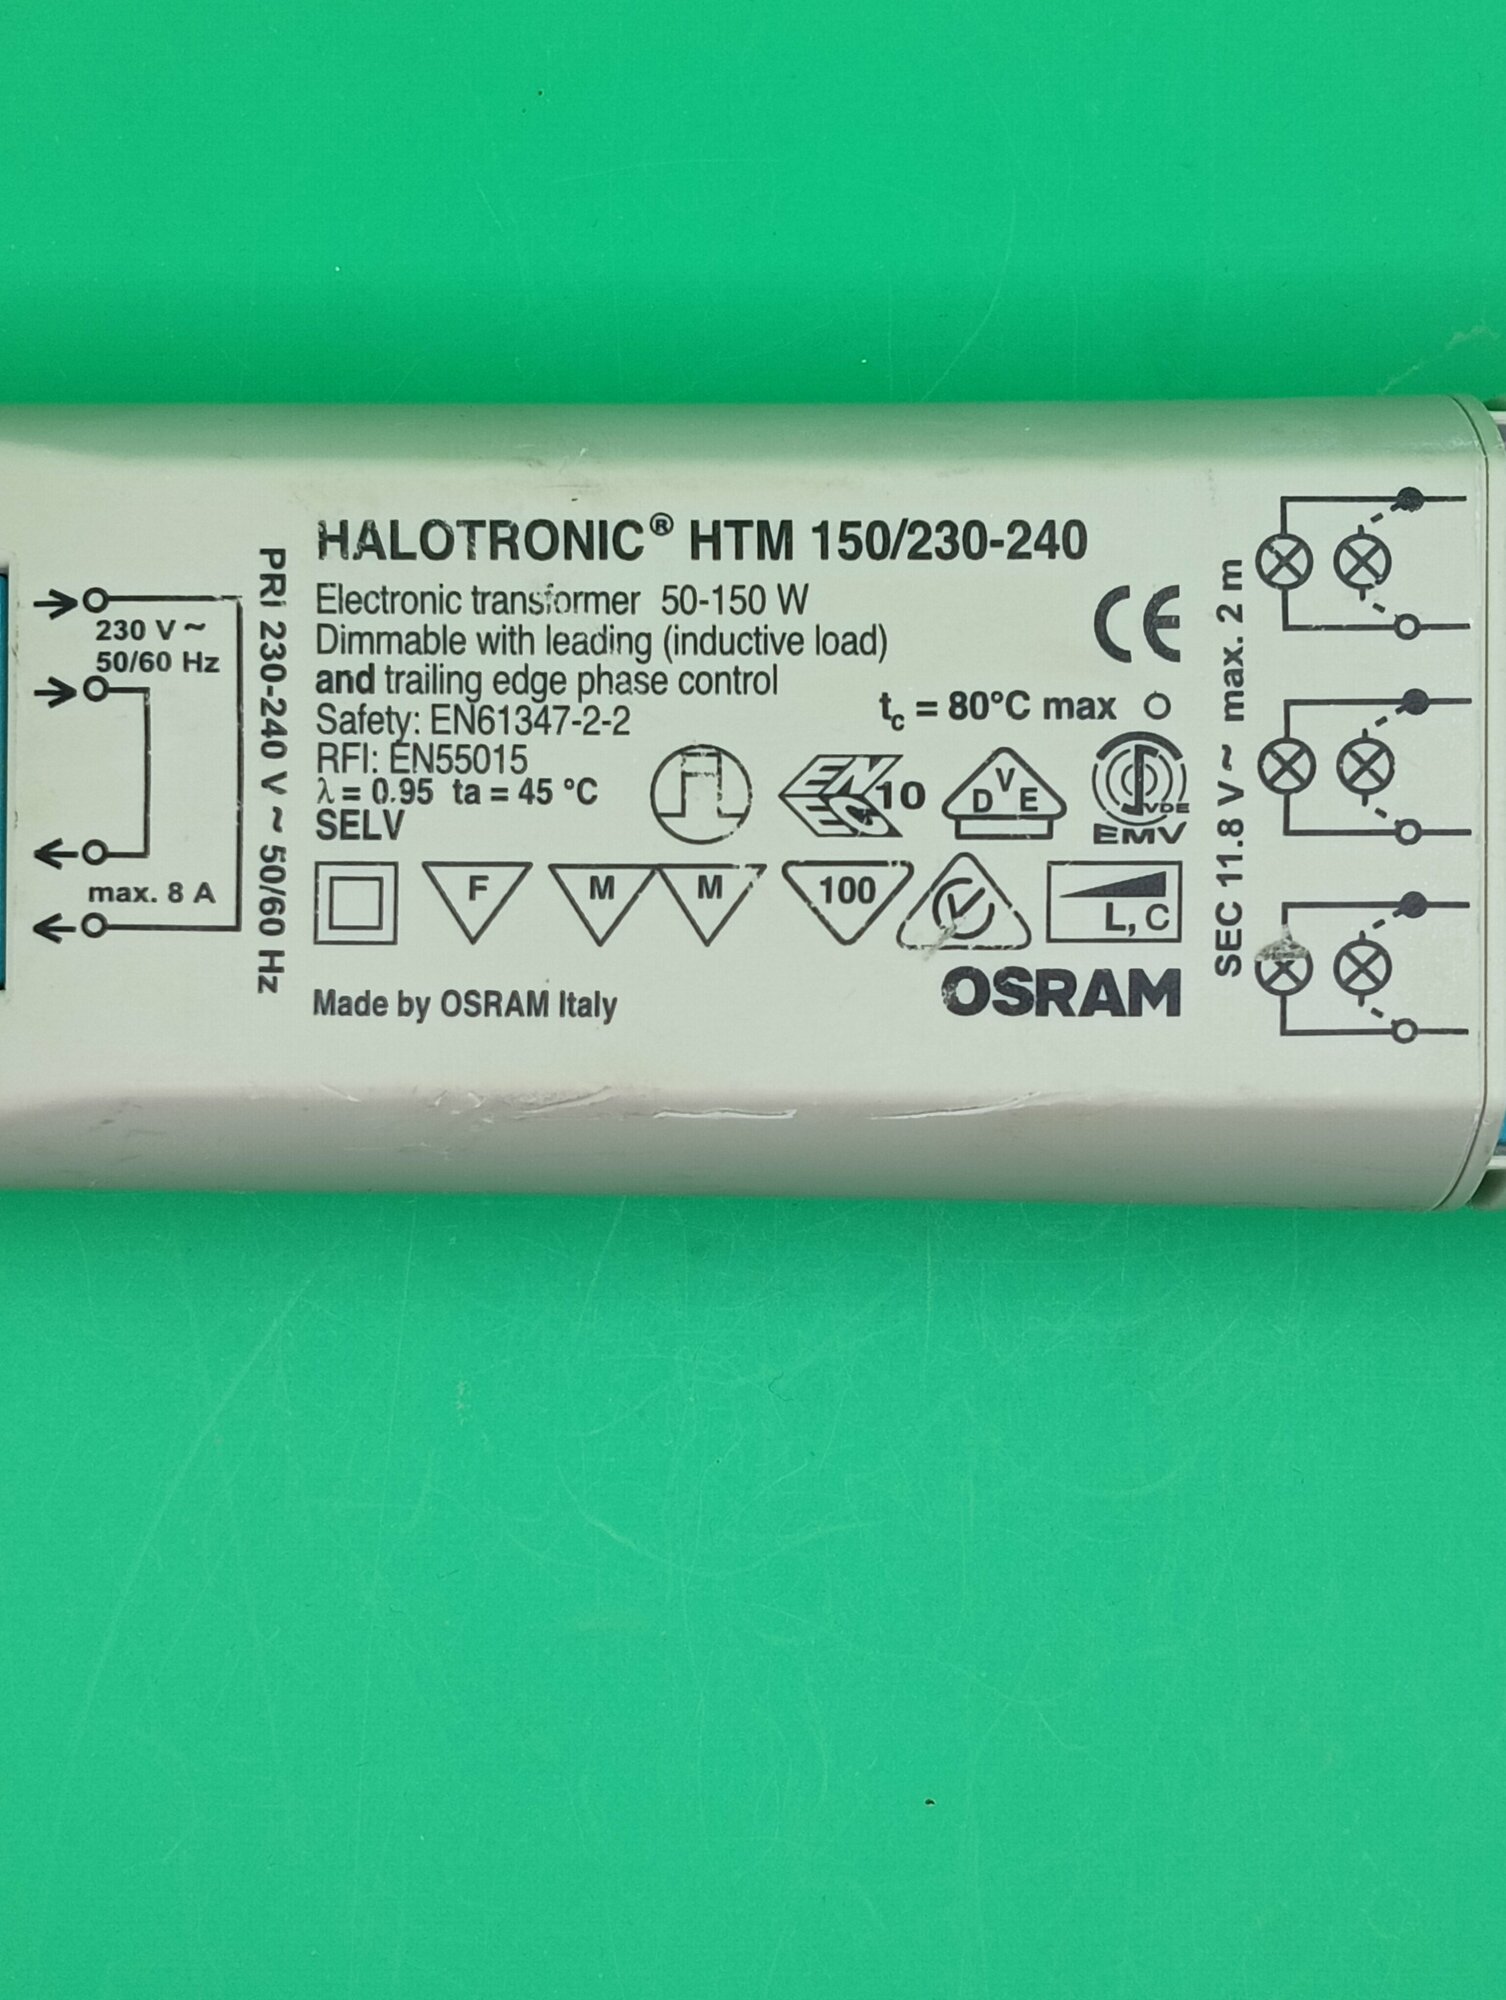 HALOTRONIC® HTM 150/230-240
Electronic transformer 50-150 W
Dimmable with leading (inductive load)
and trailing edge phase control
Safety: EN61347-2-2
RFI: EN55015
λ = 0.95 ta = 45 °C
SELV
tc = 80°C max
CE
ENEC 10
DVE
VDE
EMV
F
M
M
100
L, C
Made by OSRAM Italy
OSRAM
230 V ~
50/60 Hz
max. 8 A
PRI 230-240 V ~ 50/60 Hz
SEC 11.8 V ~ max. 2 m